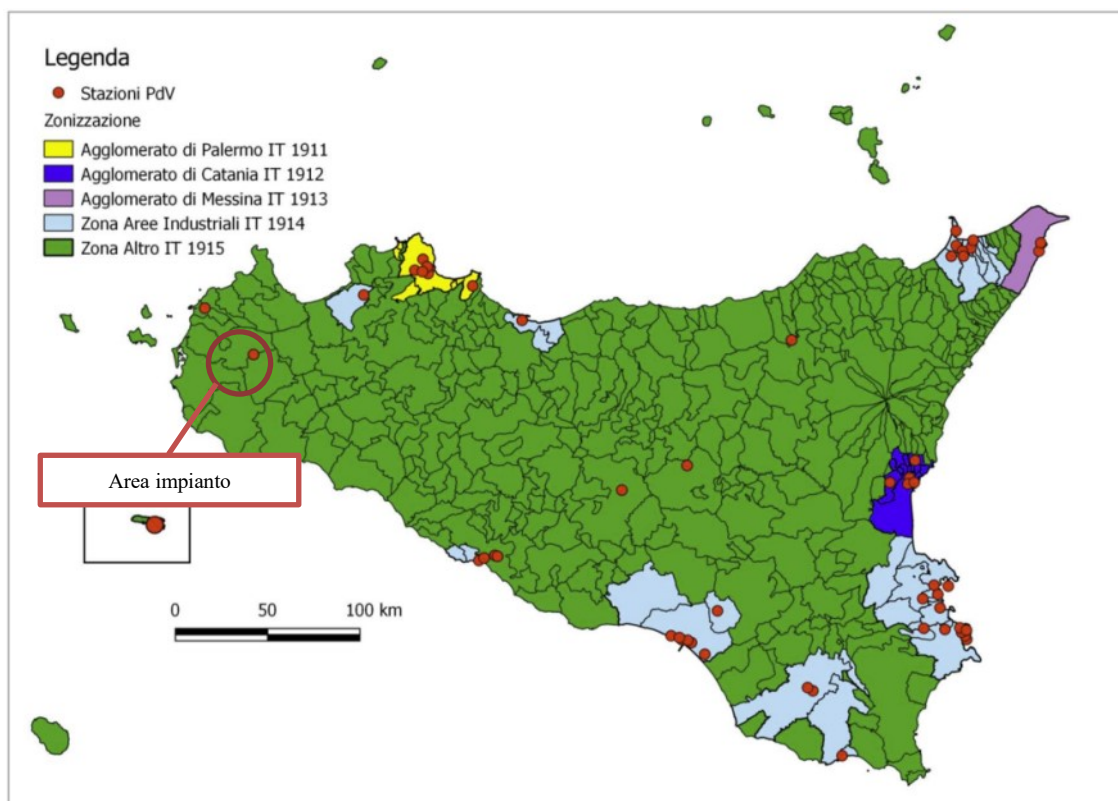 Legenda
Stazioni PdV
Zonizzazione
Agglomerato di Palermo IT 1911
Agglomerato di Catania IT 1912
Agglomerato di Messina IT 1913
Zona Aree Industriali IT 1914
Zona Altro IT 1915
Area impianto
0 50 100 km